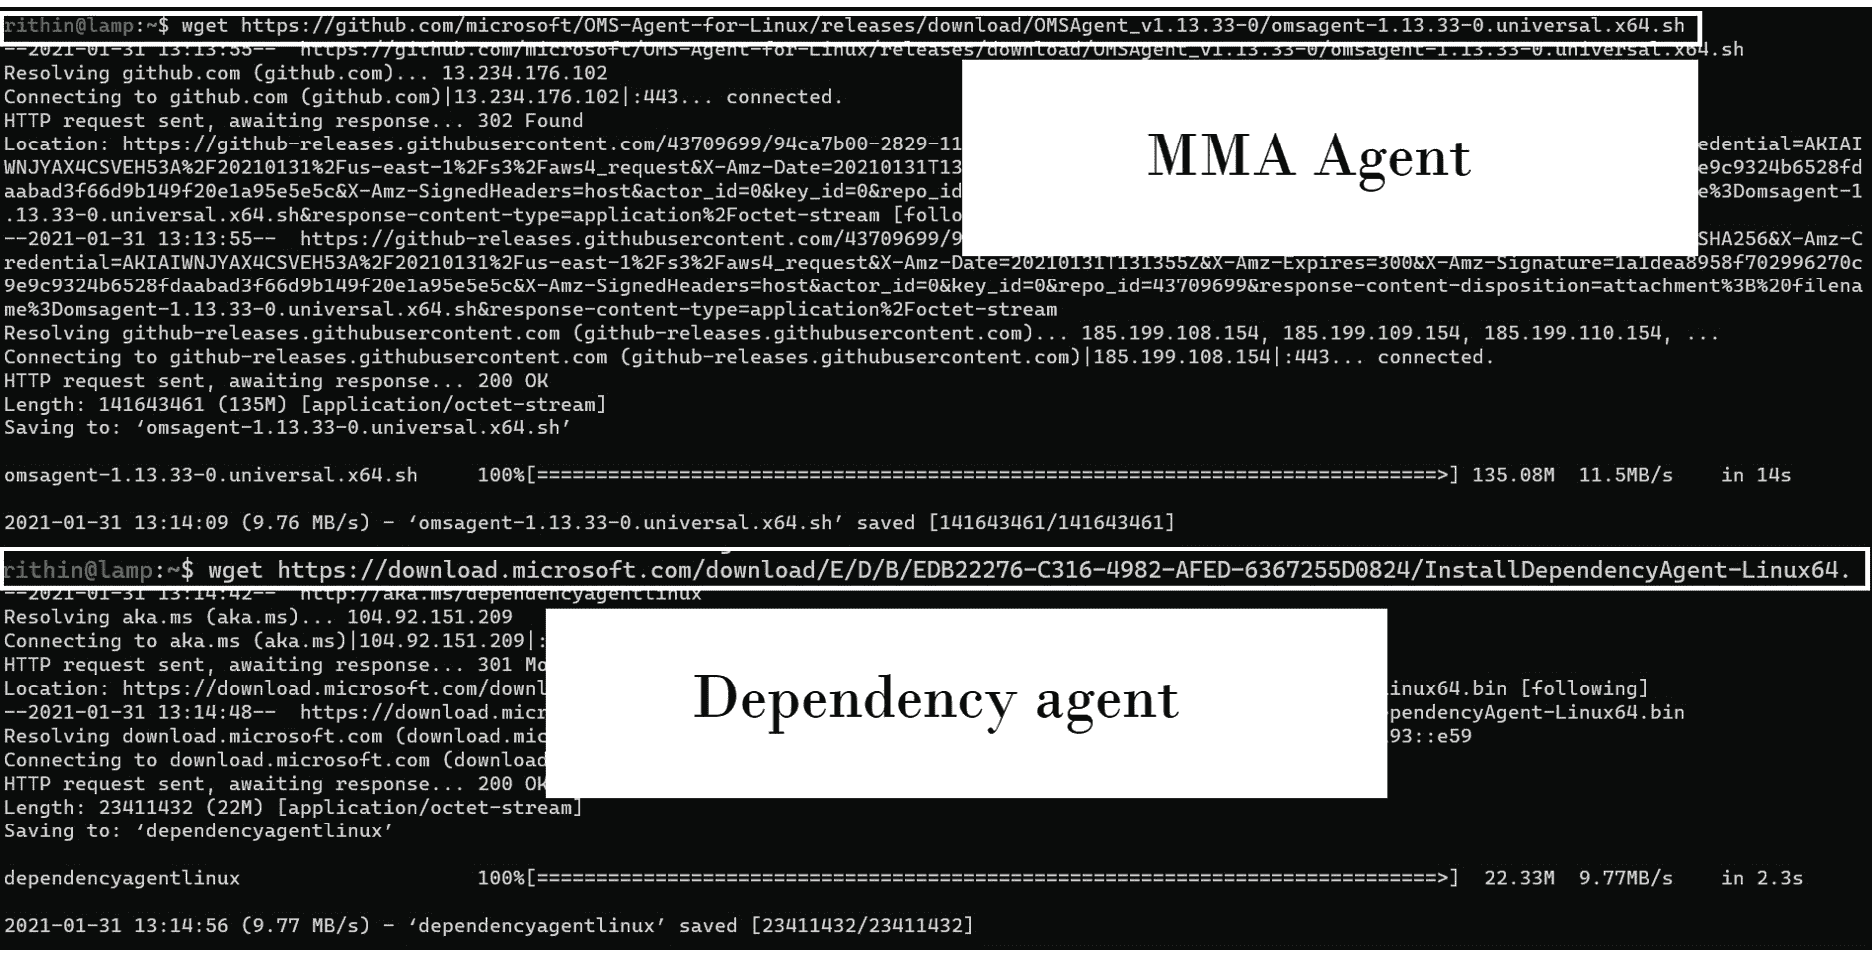 rithin@lamp:~$ wget https://github.com/microsoft/OMS-Agent-for-Linux/releases/download/OMSAgent_v1.13.33-0/omsagent-1.13.33-0.universal.x64.sh
--2021-01-31 13:13:55--  https://github.com/microsoft/OMS-Agent-for-Linux/releases/download/OMSAgent_v1.13.33-0/omsagent-1.13.33-0.universal.x64.sh
Resolving github.com (github.com)... 13.234.176.102
Connecting to github.com (github.com)|13.234.176.102|:443... connected.
HTTP request sent, awaiting response... 302 Found
Location: https://github-releases.githubusercontent.com/43709699/94ca7b00-2829-11 edential=AKIAI
WNJYAX4CSVEH53A%2F20210131%2Fus-east-1%2Fs3%2Faws4_request&X-Amz-Date=20210131T13 e9c9324b6528fd
aabad3f66d9b149f20e1a95e5e5c&X-Amz-SignedHeaders=host&actor_id=0&key_id=0&repo_id e%3Domsagent-1
.13.33-0.universal.x64.sh&response-content-type=application%2Foctet-stream [follo
MMA Agent
--2021-01-31 13:13:55--  https://github-releases.githubusercontent.com/43709699/9 SHA256&X-Amz-C
redential=AKIAIWNJYAX4CSVEH53A%2F20210131%2Fus-east-1%2Fs3%2Faws4_request&X-Amz-Date=20210131T131355Z&X-Amz-Expires=300&X-Amz-Signature=1a1dea8958f702996270c
9e9c9324b6528fdaabad3f66d9b149f20e1a95e5e5c&X-Amz-SignedHeaders=host&actor_id=0&key_id=0&repo_id=43709699&response-content-disposition=attachment%3B%20filena
me%3Domsagent-1.13.33-0.universal.x64.sh&response-content-type=application%2Foctet-stream
Resolving github-releases.githubusercontent.com (github-releases.githubusercontent.com)... 185.199.108.154, 185.199.109.154, 185.199.110.154, ...
Connecting to github-releases.githubusercontent.com (github-releases.githubusercontent.com)|185.199.108.154|:443... connected.
HTTP request sent, awaiting response... 200 OK
Length: 141643461 (135M) [application/octet-stream]
Saving to: ‘omsagent-1.13.33-0.universal.x64.sh’
omsagent-1.13.33-0.universal.x64.sh     100%[============================================================================>] 135.08M  11.5MB/s    in 14s
2021-01-31 13:14:09 (9.76 MB/s) - ‘omsagent-1.13.33-0.universal.x64.sh’ saved [141643461/141643461]
rithin@lamp:~$ wget https://download.microsoft.com/download/E/D/B/EDB22276-C316-4982-AFED-6367255D0824/InstallDependencyAgent-Linux64.
--2021-01-31 13:14:42--  http://aka.ms/dependencyagentlinux
Resolving aka.ms (aka.ms)... 104.92.151.209
Connecting to aka.ms (aka.ms)|104.92.151.209|:
HTTP request sent, awaiting response... 301 Mo
Location: https://download.microsoft.com/downl inux64.bin [following]
--2021-01-31 13:14:48--  https://download.micr pendencyAgent-Linux64.bin
Dependency agent
Resolving download.microsoft.com (download.mic 93::e59
Connecting to download.microsoft.com (download
HTTP request sent, awaiting response... 200 OK
Length: 23411432 (22M) [application/octet-stream]
Saving to: ‘dependencyagentlinux’
dependencyagentlinux                    100%[============================================================================>]  22.33M  9.77MB/s    in 2.3s
2021-01-31 13:14:56 (9.77 MB/s) - ‘dependencyagentlinux’ saved [23411432/23411432]